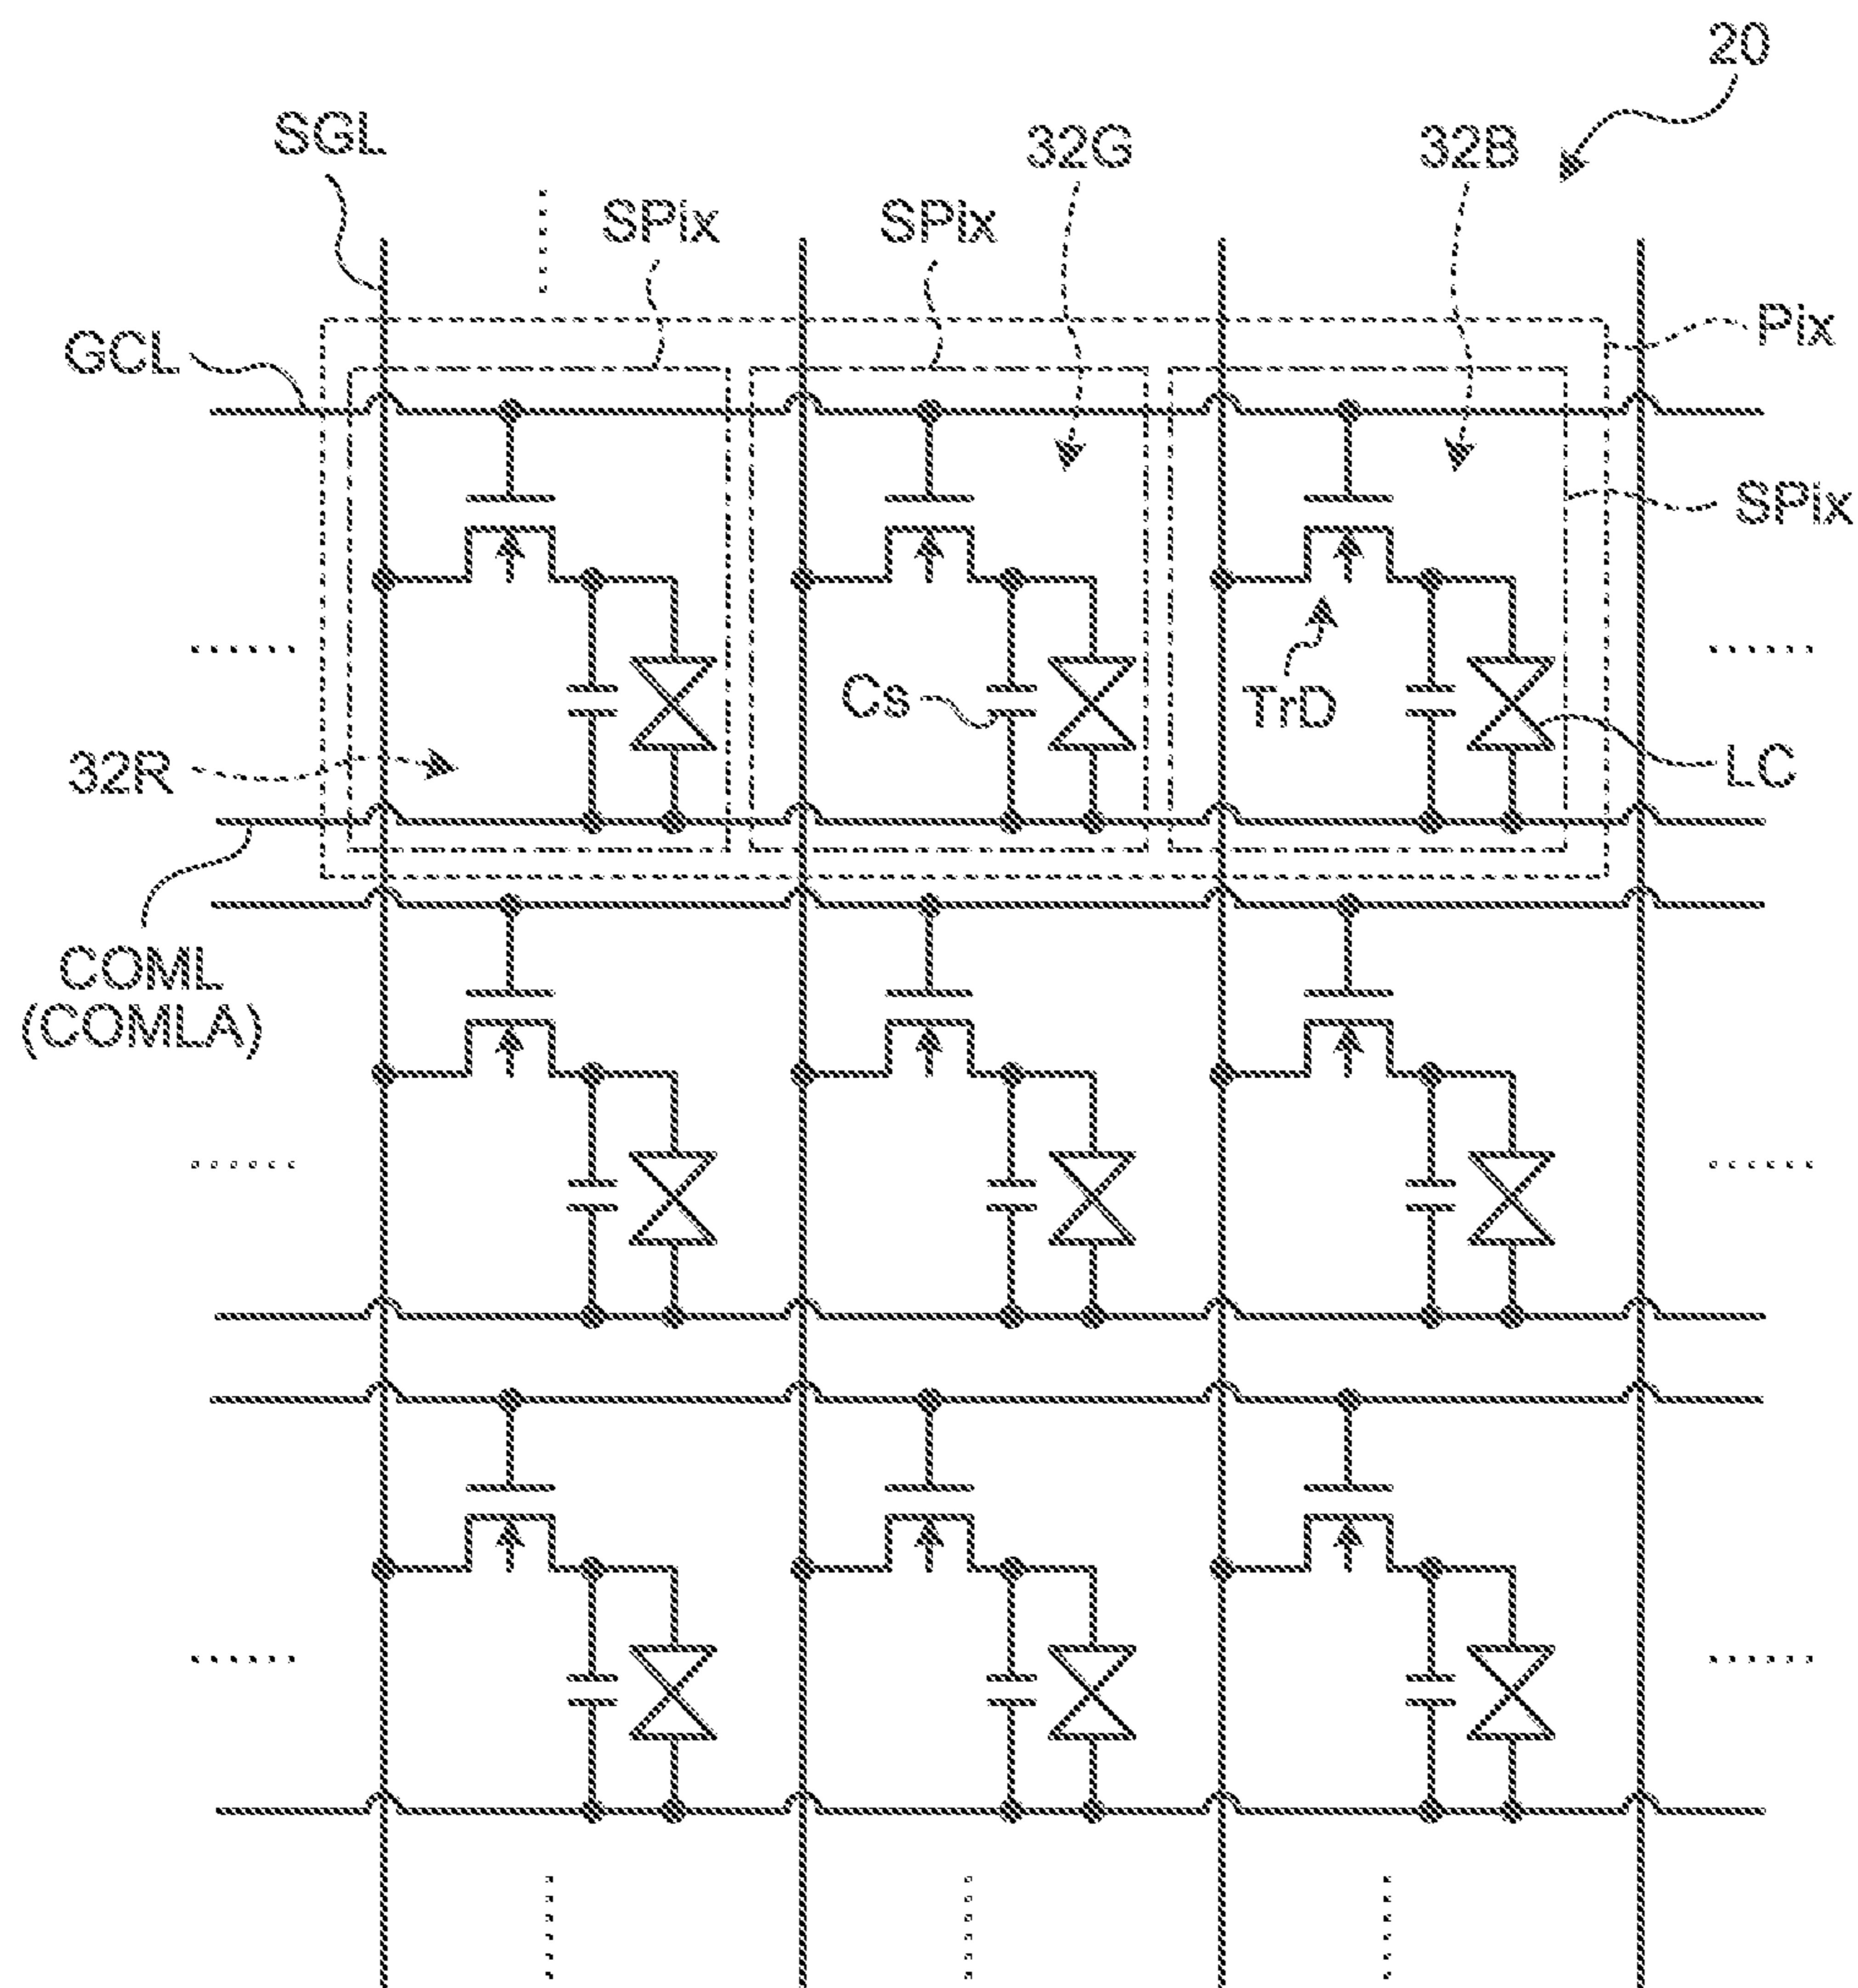 20
SGL
32G
32B
SPix
SPix
GCL
Pix
SPix
Cs
TrD
32R
LC
COML
(COMLA)